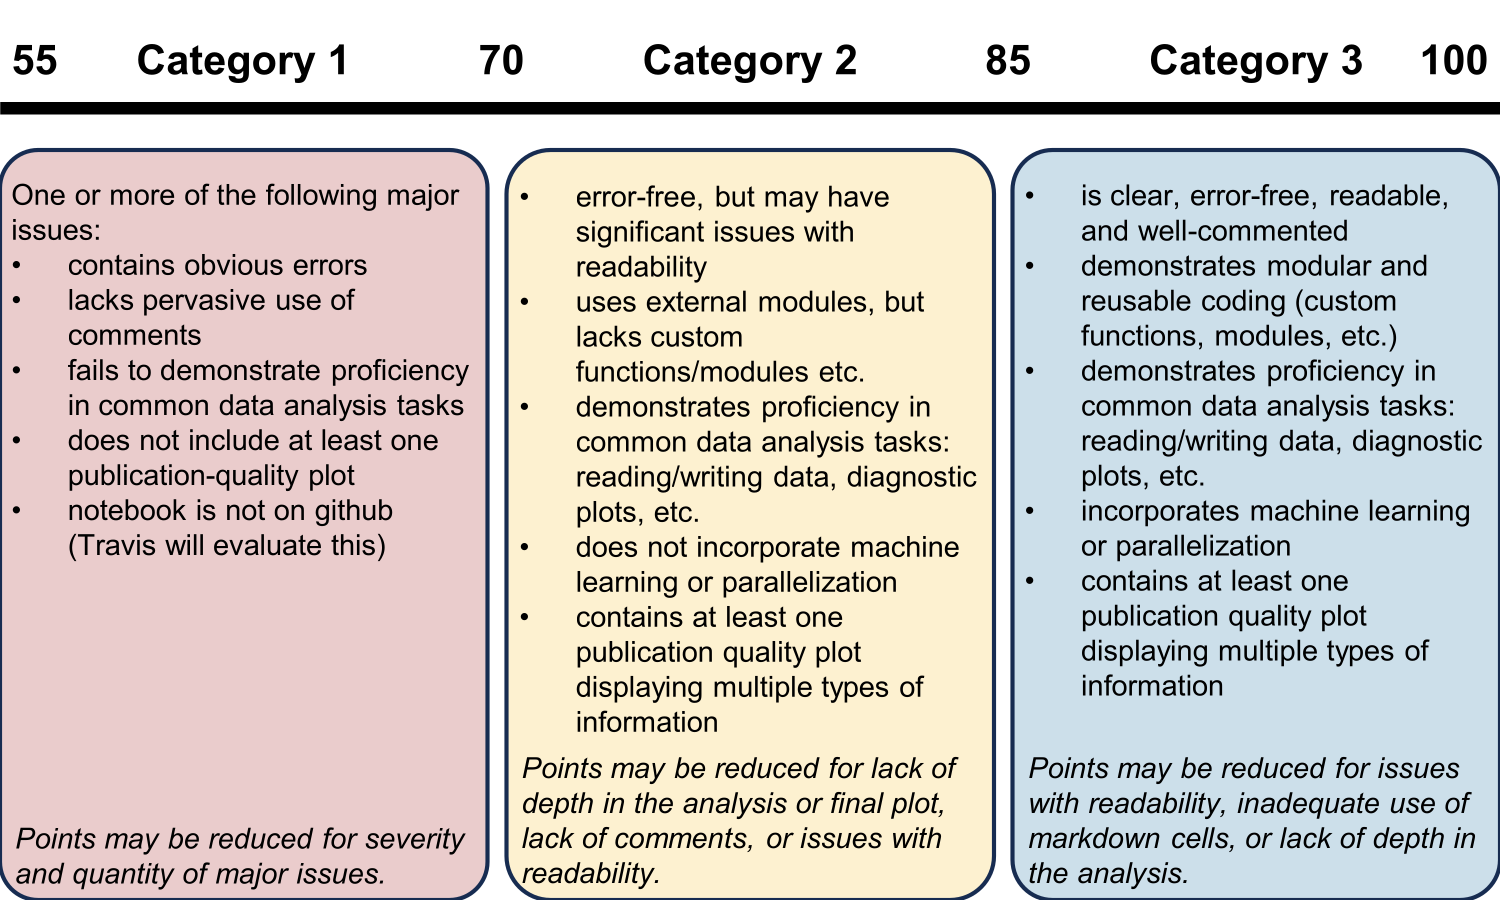 55 Category 1 70 Category 2 85 Category 3 100
One or more of the following major
issues:
• contains obvious errors
• lacks pervasive use of
comments
• fails to demonstrate proficiency
in common data analysis tasks
• does not include at least one
publication-quality plot
• notebook is not on github
(Travis will evaluate this)
Points may be reduced for severity
and quantity of major issues.
• error-free, but may have
significant issues with
readability
• uses external modules, but
lacks custom
functions/modules etc.
• demonstrates proficiency in
common data analysis tasks:
reading/writing data, diagnostic
plots, etc.
• does not incorporate machine
learning or parallelization
• contains at least one
publication quality plot
displaying multiple types of
information
Points may be reduced for lack of
depth in the analysis or final plot,
lack of comments, or issues with
readability.
• is clear, error-free, readable,
and well-commented
• demonstrates modular and
reusable coding (custom
functions, modules, etc.)
• demonstrates proficiency in
common data analysis tasks:
reading/writing data, diagnostic
plots, etc.
• incorporates machine learning
or parallelization
• contains at least one
publication quality plot
displaying multiple types of
information
Points may be reduced for issues
with readability, inadequate use of
markdown cells, or lack of depth in
the analysis.